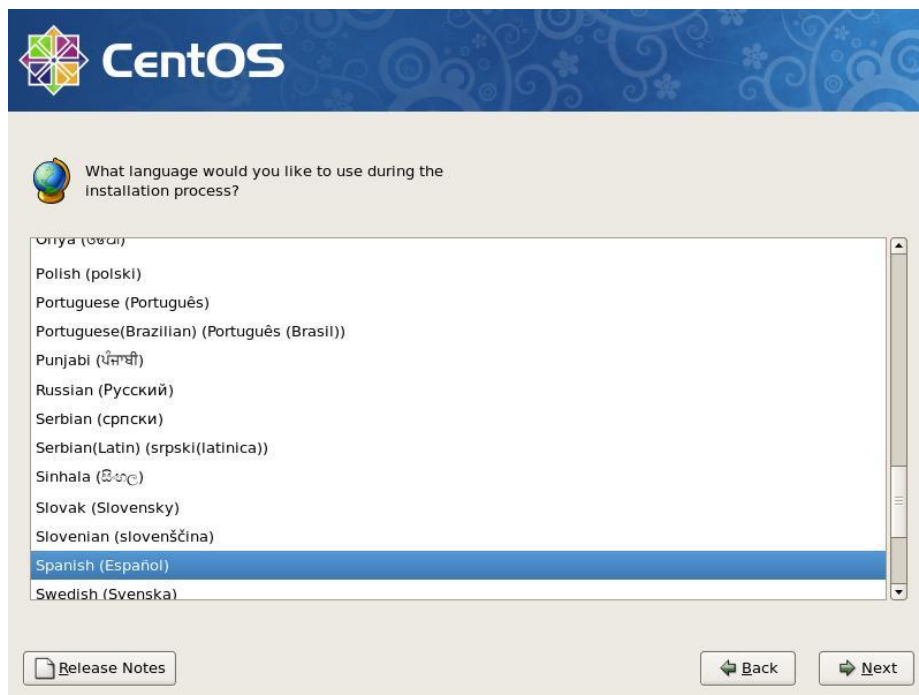 CentOS
What language would you like to use during the
installation process?
Oriya (ଓଡିଆ)
Polish (polski)
Portuguese (Português)
Portuguese(Brazilian) (Português (Brasil))
Punjabi (ਪੰਜਾਬੀ)
Russian (Русский)
Serbian (српски)
Serbian(Latin) (srpski(latinica))
Sinhala (සිංහල)
Slovak (Slovensky)
Slovenian (slovenščina)
Spanish (Español)
Swedish (Svenska)
Release Notes
Back
Next